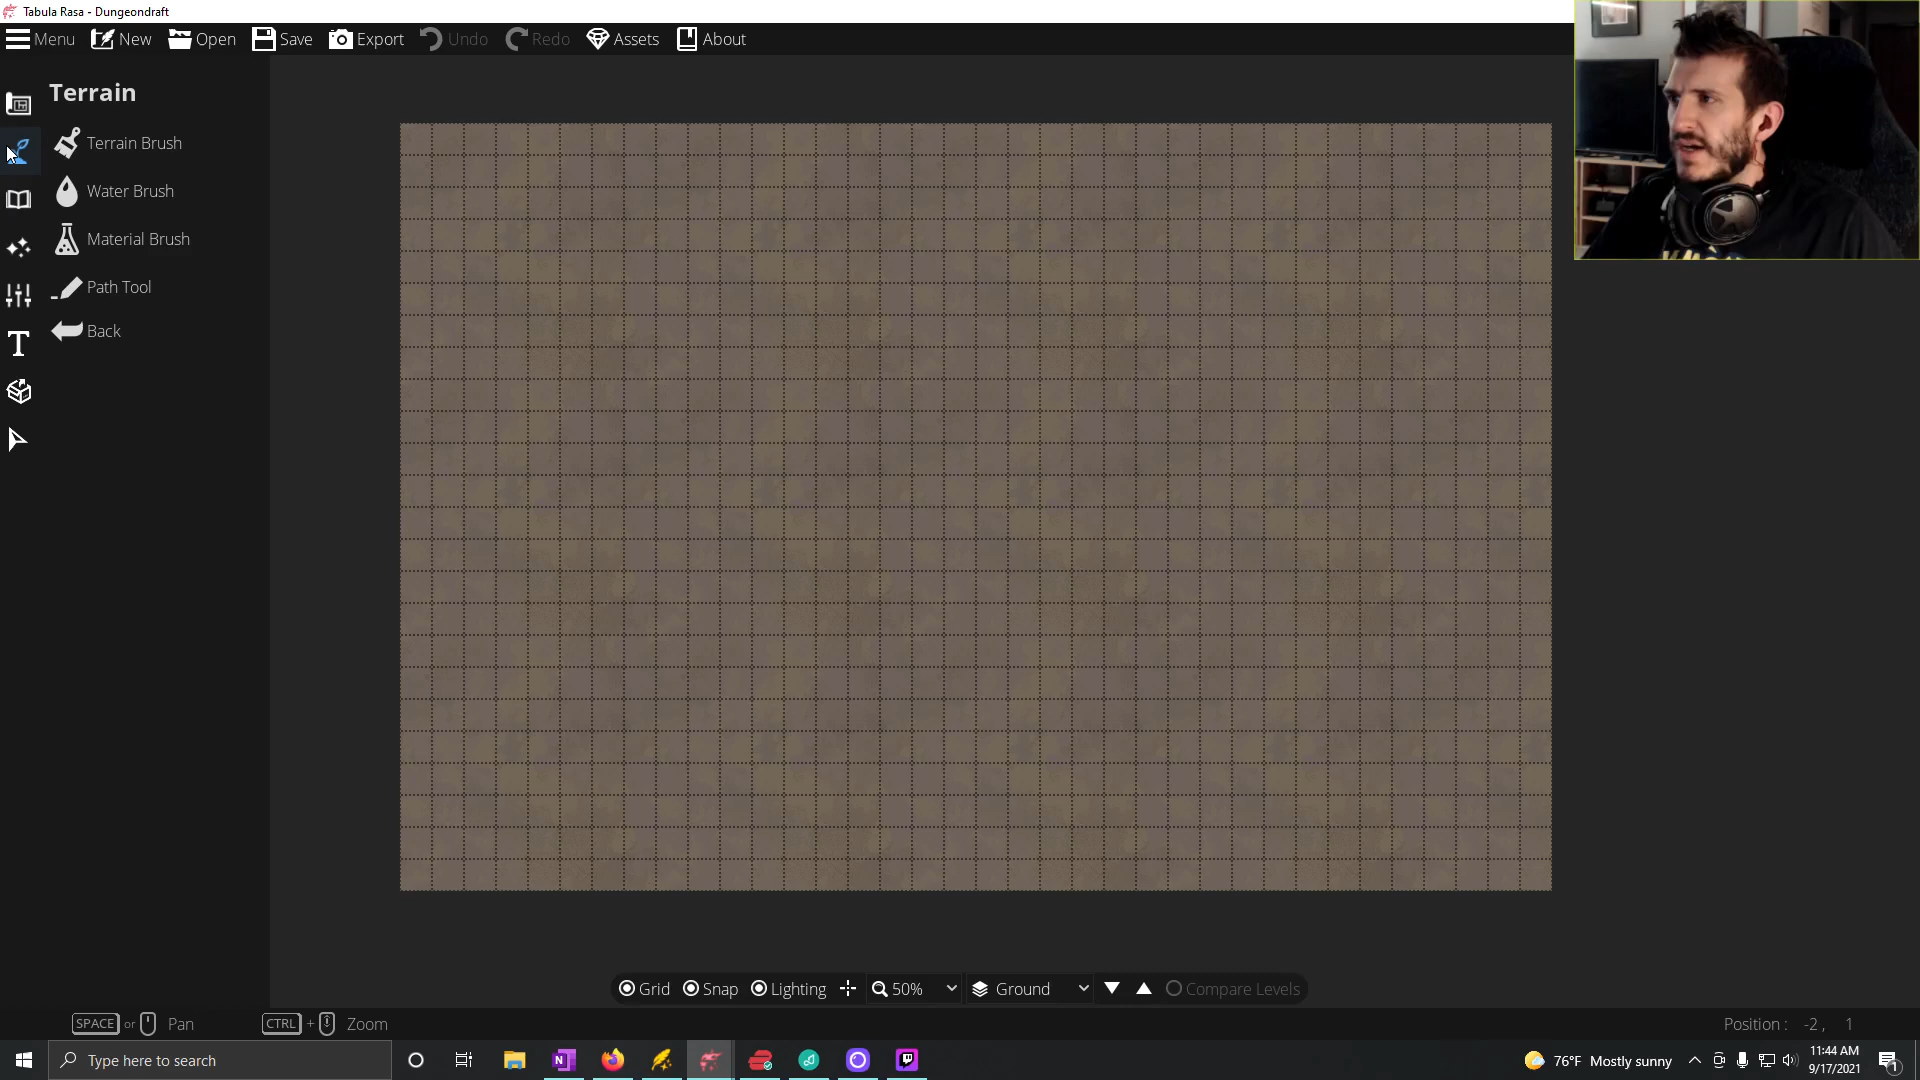 Tabula Rasa - Dungeondraft
Menu New Open Save Export Undo Redo Assets About
Terrain
Terrain Brush
Water Brush
Material Brush
Path Tool
Back
Grid Snap Lighting 50% Ground Compare Levels
SPACE or Pan CTRL + Zoom Position : -2 , 1
Type here to search 76°F Mostly sunny 11:44 AM
9/17/2021 1